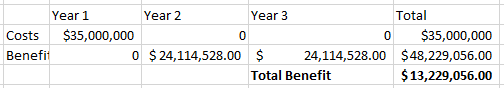 Year 1 Year 2 Year 3 Total
Costs $35,000,000 0 0 $35,000,000
Benefit 0 $ 24,114,528.00 $ 24,114,528.00 $48,229,056.00
Total Benefit $13,229,056.00